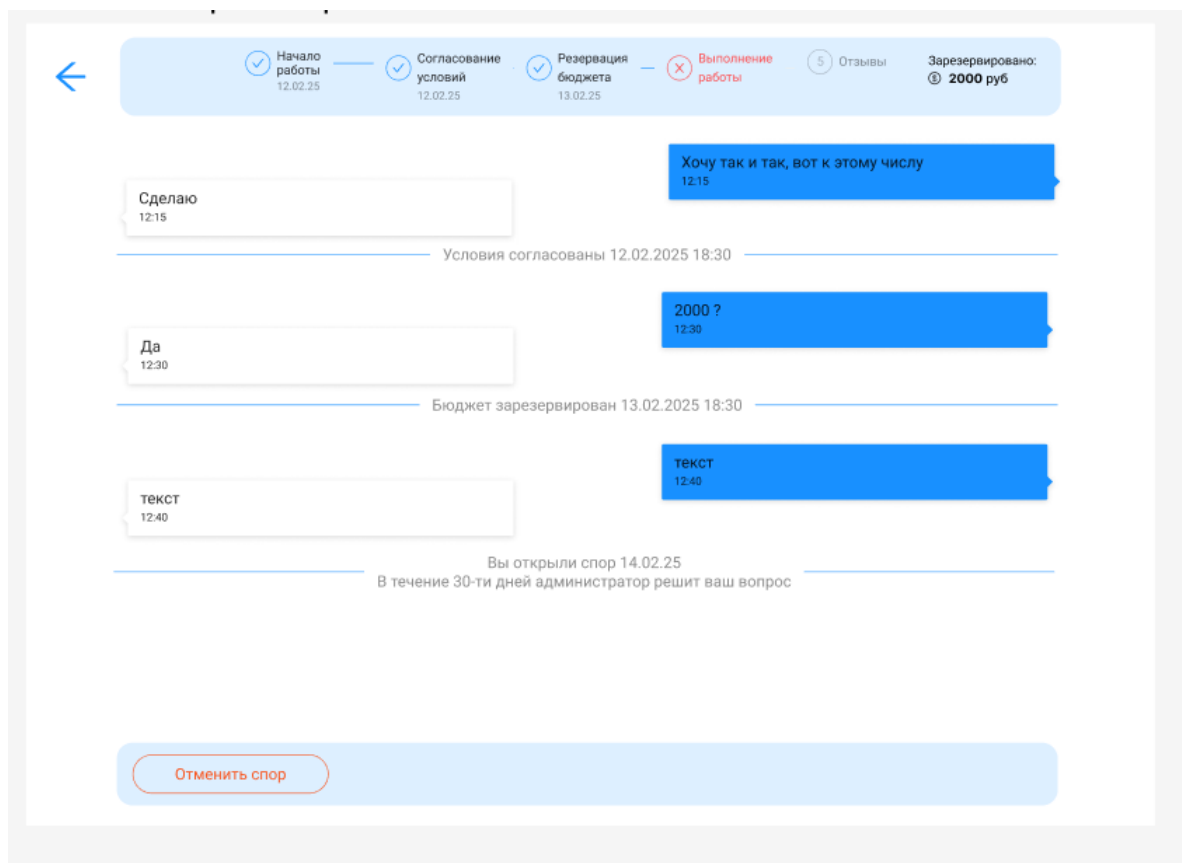 Начало
работы
12.02.25
Согласование
условий
12.02.25
Резервация
бюджета
13.02.25
Выполнение
работы
5 Отзывы
Зарезервировано:
2000 руб
Хочу так и так, вот к этому числу
12:15
Сделаю
12:15
Условия согласованы 12.02.2025 18:30
2000 ?
12:30
Да
12:30
Бюджет зарезервирован 13.02.2025 18:30
текст
12:40
текст
12:40
Вы открыли спор 14.02.25
В течение 30-ти дней администратор решит ваш вопрос
Отменить спор